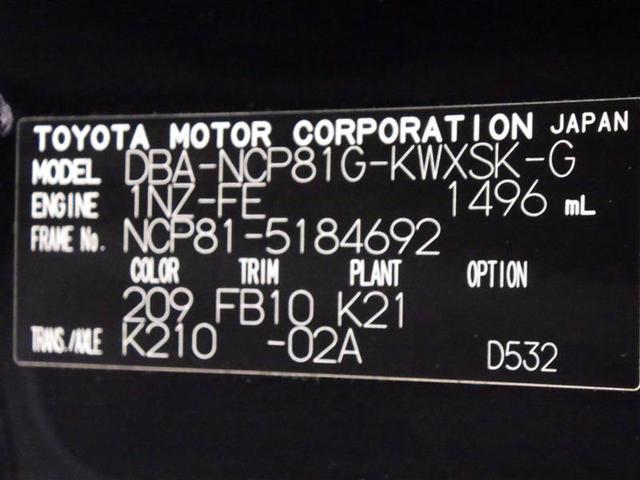 TOYOTA MOTOR CORPORATION JAPAN
MODEL DBA-NCP81G-KWXSK-G
ENGINE 1NZ-FE 1496 mL
FRAME No. NCP81-5184692
COLOR TRIM PLANT OPTION
209 FB10 K21
TRANS./AXLE K210 -02A D532